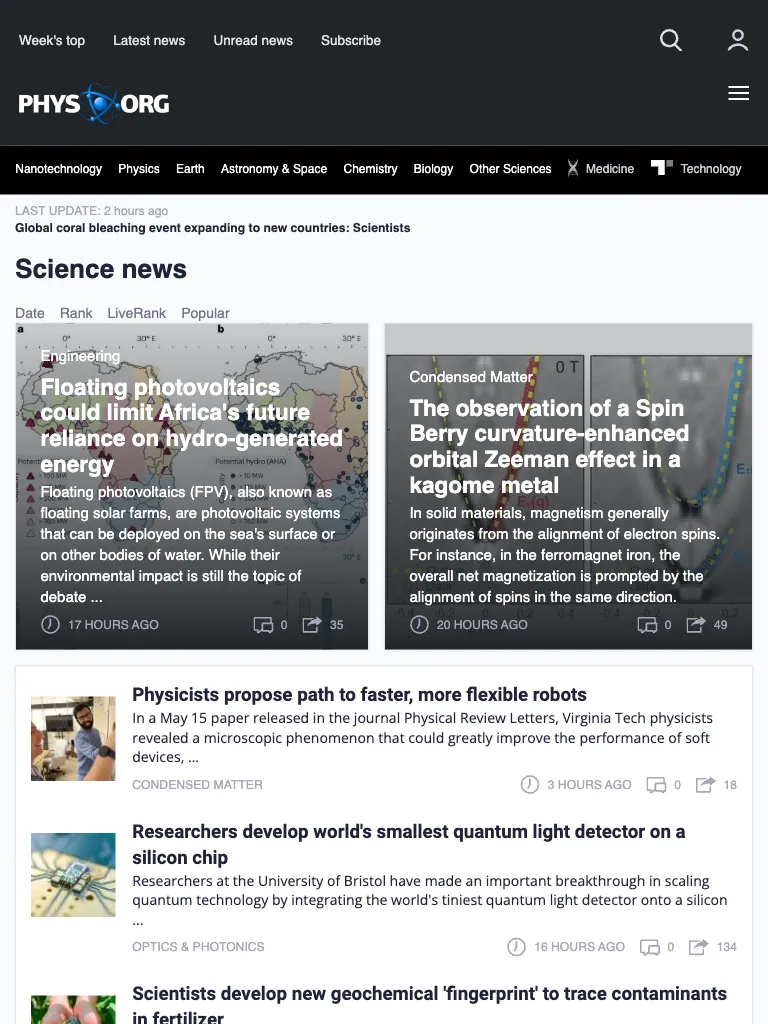 Week's top
Latest news
Unread news
Subscribe
PHYS ORG
Nanotechnology
Physics
Earth
Astronomy & Space
Chemistry
Biology
Other Sciences
Medicine
Technology
LAST UPDATE: 2 hours ago
Global coral bleaching event expanding to new countries: Scientists
Science news
Date
Rank
LiveRank
Popular
a
0°
30° E
b
0°
30° E
Engineering
Floating photovoltaics
could limit Africa's future
reliance on hydro-generated
energy
Floating photovoltaics (FPV), also known as
floating solar farms, are photovoltaic systems
that can be deployed on the sea's surface or
on other bodies of water. While their
environmental impact is still the topic of
debate ...
17 HOURS AGO
0
35
Potential hydro (AHA)
0 T
Condensed Matter
The observation of a Spin
Berry curvature-enhanced
orbital Zeeman effect in a
kagome metal
In solid materials, magnetism generally
originates from the alignment of electron spins.
For instance, in the ferromagnet iron, the
overall net magnetization is prompted by the
alignment of spins in the same direction.
20 HOURS AGO
0
49
Physicists propose path to faster, more flexible robots
In a May 15 paper released in the journal Physical Review Letters, Virginia Tech physicists
revealed a microscopic phenomenon that could greatly improve the performance of soft
devices, ...
CONDENSED MATTER
3 HOURS AGO
0
18
Researchers develop world's smallest quantum light detector on a
silicon chip
Researchers at the University of Bristol have made an important breakthrough in scaling
quantum technology by integrating the world's tiniest quantum light detector onto a silicon
...
OPTICS & PHOTONICS
16 HOURS AGO
0
134
Scientists develop new geochemical 'fingerprint' to trace contaminants
in fertilizer